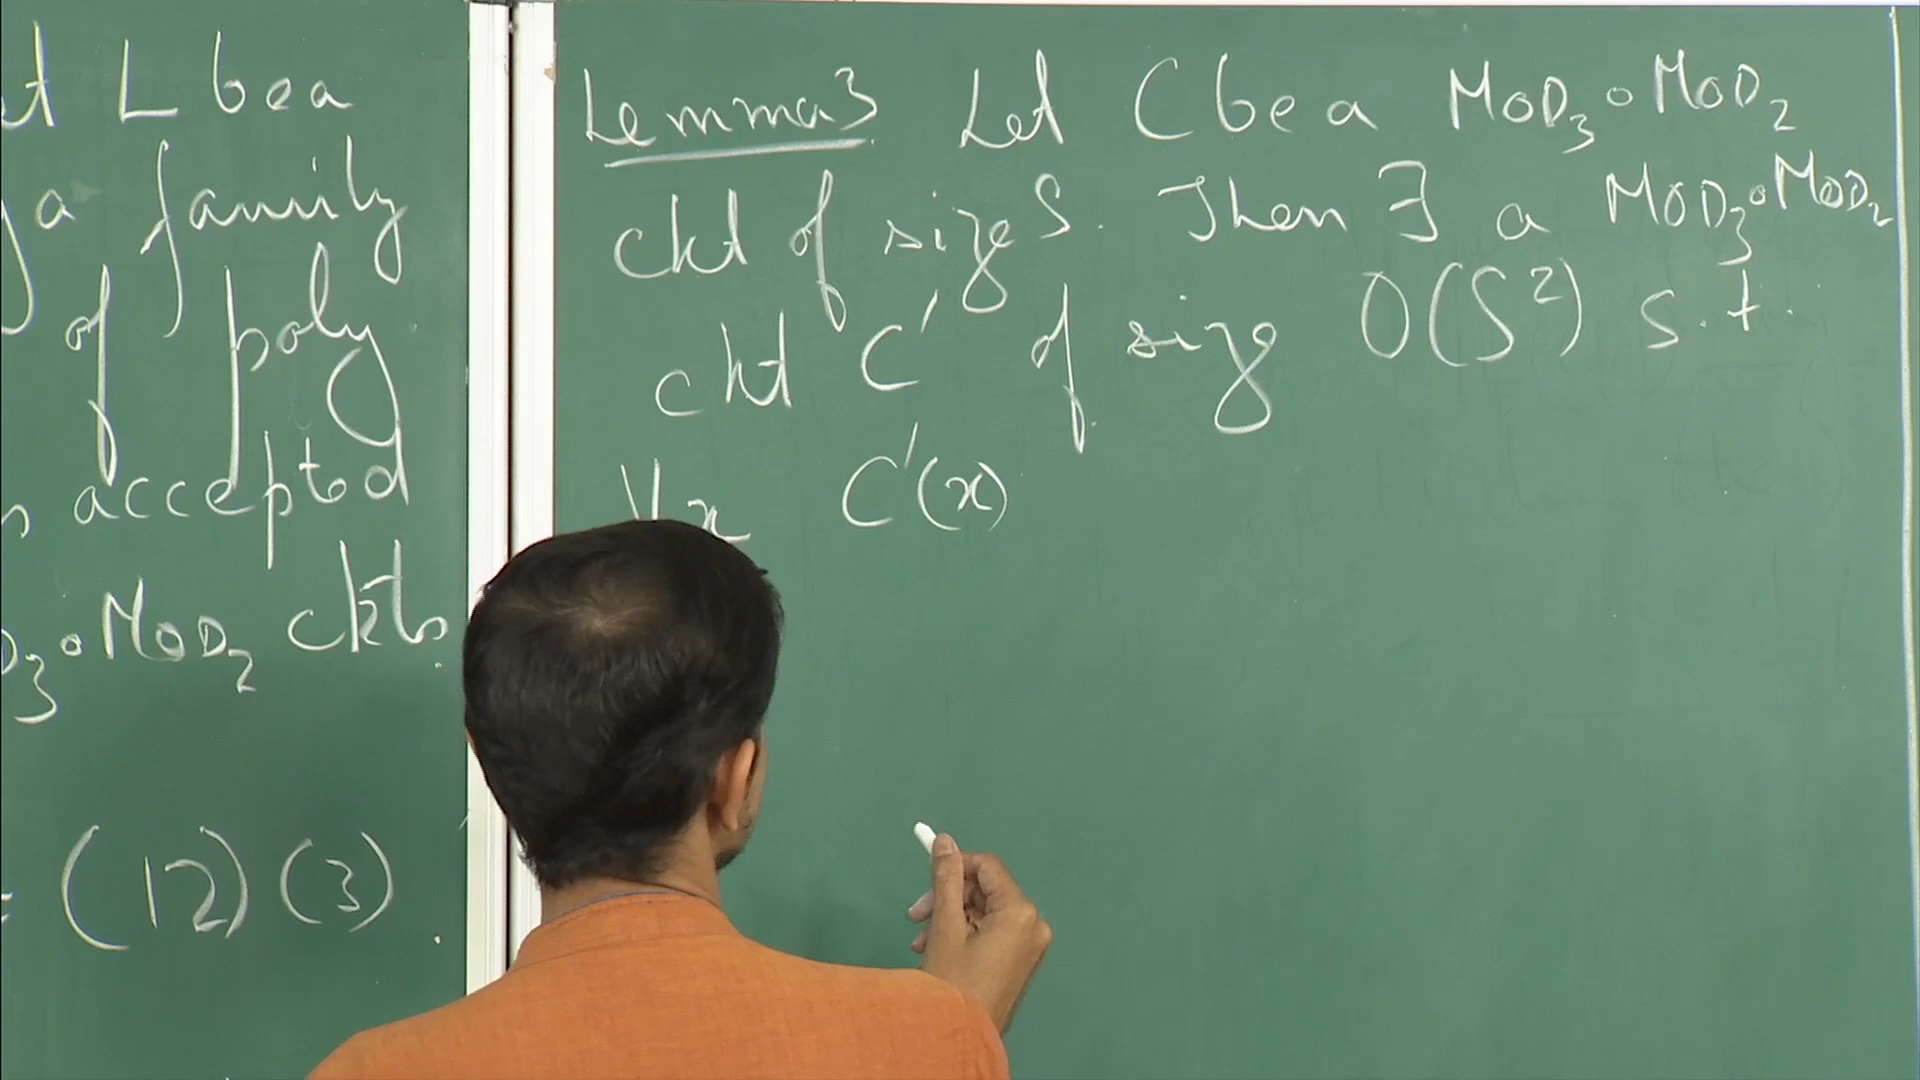 et L be a
a family
of poly
accepted
D₃∘MOD₂ ckts
= (12)(3)
Lemma 3 Let C be a MOD₃∘MOD₂
ckt of size S. Then ∃ a MOD₃∘MOD₂
ckt C' of size O(S²) s.t.
∀x C'(x)